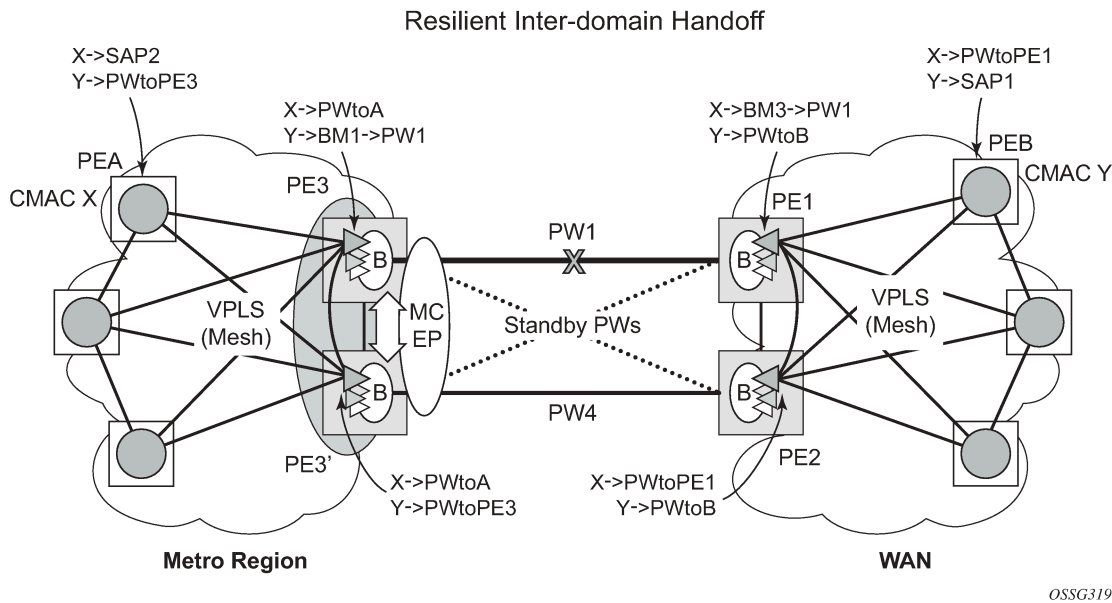 Resilient Inter-domain Handoff
X->SAP2
Y->PWtoPE3
X->PWtoPE1
Y->SAP1
X->PWtoA
Y->BM1->PW1
X->BM3->PW1
Y->PWtoB
PEA
PEB
CMAC X
CMAC Y
PE3
PE1
PW1
B
B
VPLS
(Mesh)
MC
EP
Standby PWs
VPLS
(Mesh)
B
B
PW4
PE3’
PE2
X->PWtoA
Y->PWtoPE3
X->PWtoPE1
Y->PWtoB
Metro Region
WAN
OSSG319